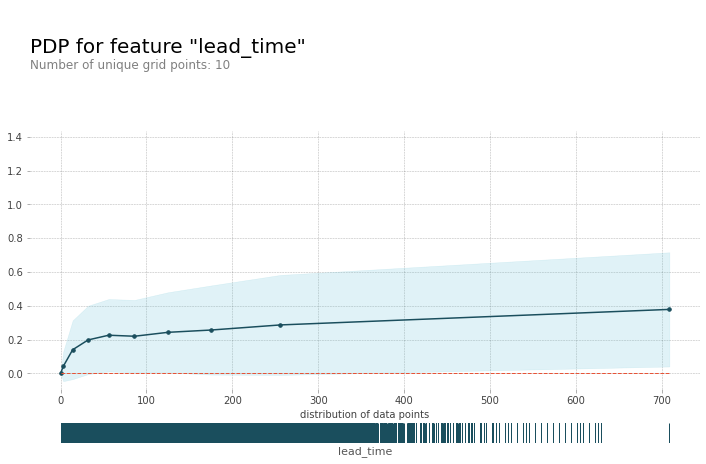 PDP for feature "lead_time"
Number of unique grid points: 10
1.4
1.2
1.0
0.8
0.6
0.4
0.2
0.0
0 100 200 300 400 500 600 700
distribution of data points
lead_time